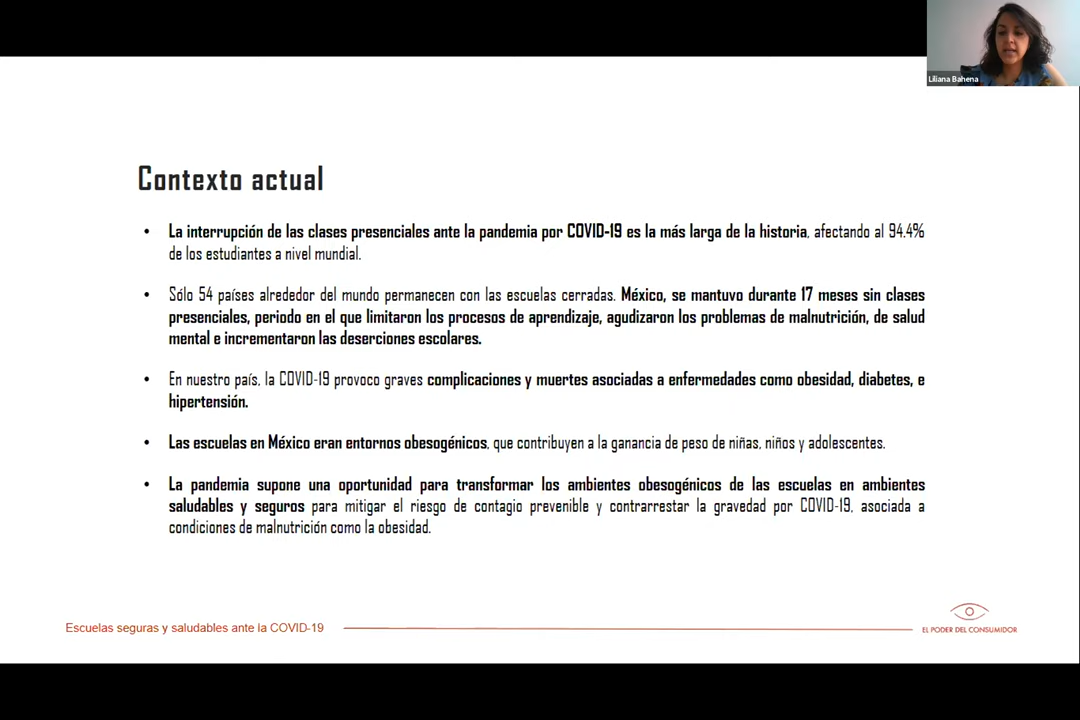 Liliana Bahena
Contexto actual
• La interrupción de las clases presenciales ante la pandemia por COVID-19 es la más larga de la historia, afectando al 94.4%
de los estudiantes a nivel mundial.
• Sólo 54 países alrededor del mundo permanecen con las escuelas cerradas. México, se mantuvo durante 17 meses sin clases
presenciales, periodo en el que limitaron los procesos de aprendizaje, agudizaron los problemas de malnutrición, de salud
mental e incrementaron las deserciones escolares.
• En nuestro país, la COVID-19 provoco graves complicaciones y muertes asociadas a enfermedades como obesidad, diabetes, e
hipertensión.
• Las escuelas en México eran entornos obesogénicos, que contribuyen a la ganancia de peso de niñas, niños y adolescentes.
• La pandemia supone una oportunidad para transformar los ambientes obesogénicos de las escuelas en ambientes
saludables y seguros para mitigar el riesgo de contagio prevenible y contrarrestar la gravedad por COVID-19, asociada a
condiciones de malnutrición como la obesidad.
Escuelas seguras y saludables ante la COVID-19
EL PODER DEL CONSUMIDOR